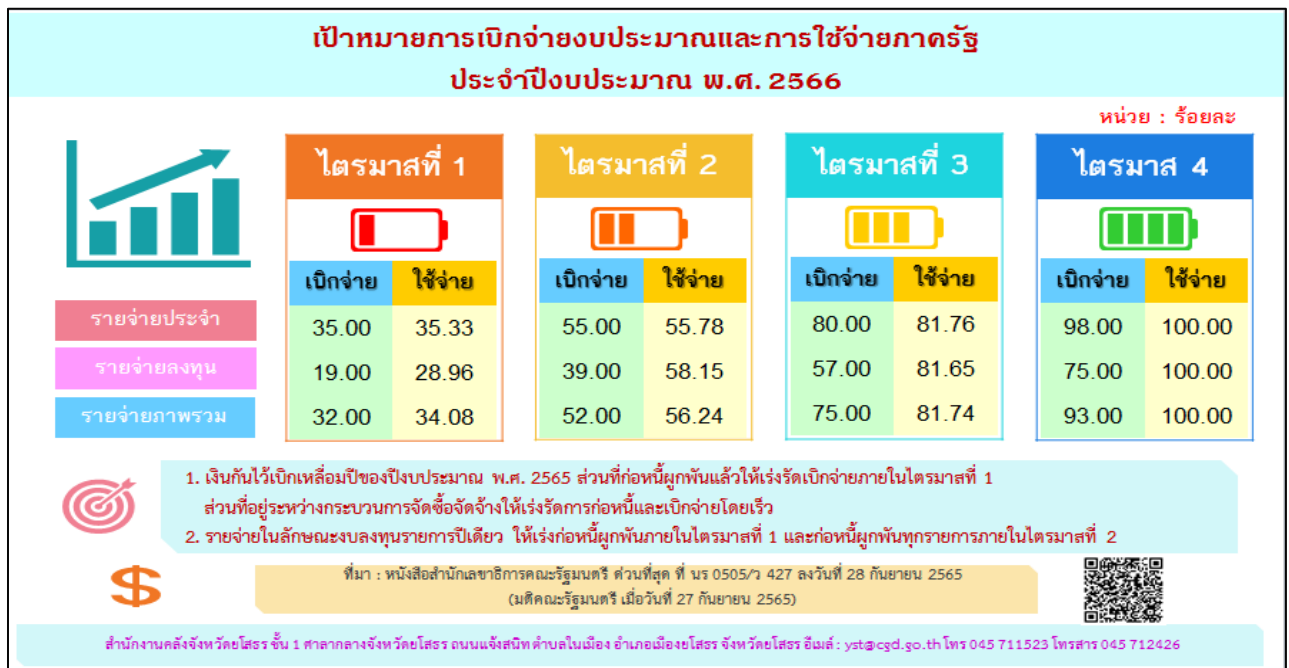 เป้าหมายการเบิกจ่ายงบประมาณและการใช้จ่ายภาครัฐ
ประจำปีงบประมาณ พ.ศ. 2566
หน่วย : ร้อยละ
ไตรมาสที่ 1 ไตรมาสที่ 2 ไตรมาสที่ 3 ไตรมาส 4
เบิกจ่าย ใช้จ่าย เบิกจ่าย ใช้จ่าย เบิกจ่าย ใช้จ่าย เบิกจ่าย ใช้จ่าย
รายจ่ายประจำ 35.00 35.33 55.00 55.78 80.00 81.76 98.00 100.00
รายจ่ายลงทุน 19.00 28.96 39.00 58.15 57.00 81.65 75.00 100.00
รายจ่ายภาพรวม 32.00 34.08 52.00 56.24 75.00 81.74 93.00 100.00
1. เงินกันไว้เบิกเหลื่อมปีของปีงบประมาณ พ.ศ. 2565 ส่วนที่ก่อหนี้ผูกพันแล้วให้เร่งรัดเบิกจ่ายภายในไตรมาสที่ 1
ส่วนที่อยู่ระหว่างกระบวนการจัดซื้อจัดจ้างให้เร่งรัดการก่อหนี้และเบิกจ่ายโดยเร็ว
2. รายจ่ายในลักษณะงบลงทุนรายการปีเดียว ให้เร่งก่อหนี้ผูกพันภายในไตรมาสที่ 1 และก่อหนี้ผูกพันทุกรายการภายในไตรมาสที่ 2
ที่มา : หนังสือสำนักเลขาธิการคณะรัฐมนตรี ด่วนที่สุด ที่ นร 0505/ว 427 ลงวันที่ 28 กันยายน 2565
(มติคณะรัฐมนตรี เมื่อวันที่ 27 กันยายน 2565)
สำนักงานคลังจังหวัดยโสธร ชั้น 1 ศาลากลางจังหวัดยโสธร ถนนแจ้งสนิท ตำบลในเมือง อำเภอเมืองยโสธร จังหวัดยโสธร อีเมล์ : yst@cgd.go.th โทร 045 711523 โทรสาร 045 712426